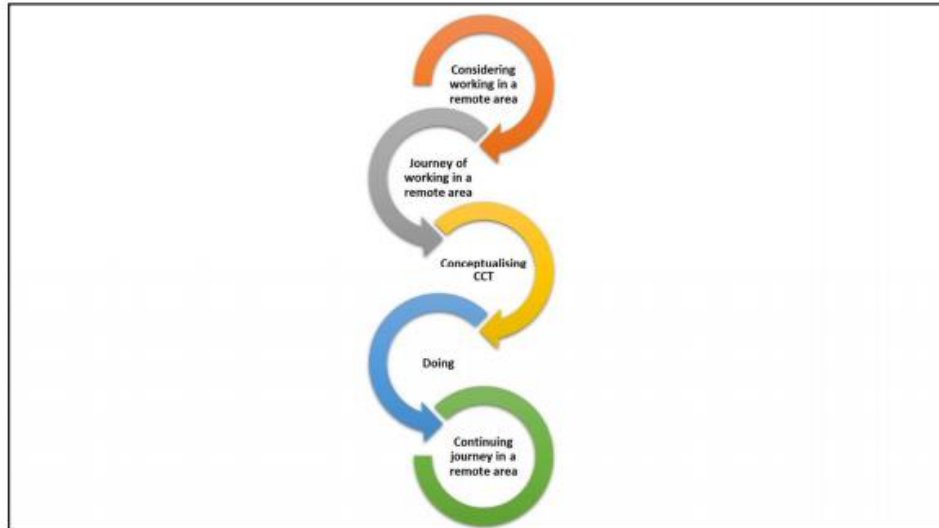 Considering
working in a
remote area
Journey of
working in a
remote area
Conceptualising
CCT
Doing
Continuing
journey in a
remote area